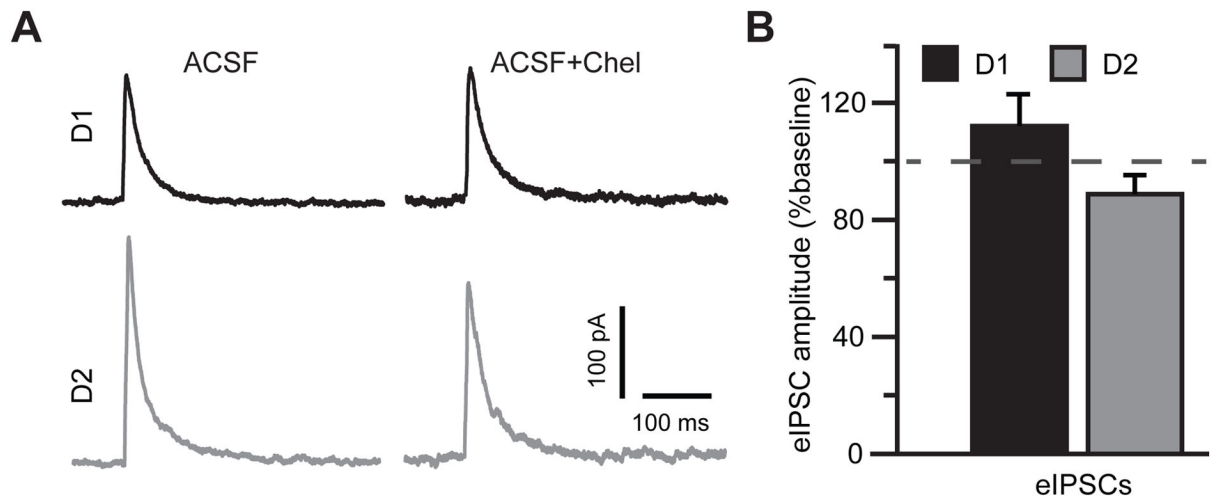 A
ACSF
ACSF+Chel
D1
D2
100 pA
100 ms
B
D1
D2
eIPSC amplitude (%baseline)
120
80
40
0
eIPSCs